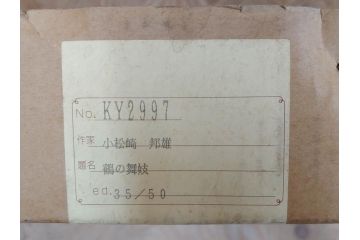 No. KY2997
作家 小松崎 邦雄
題名 鶴の舞妓
ed. 35/50